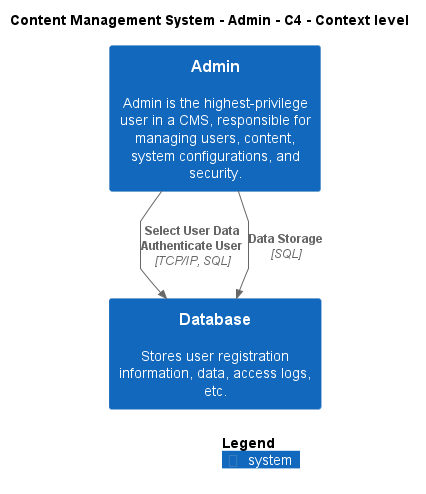 Content Management System - Admin - C4 - Context level
Admin
Admin is the highest-privilege
user in a CMS, responsible for
managing users, content,
system configurations, and
security.
Select User Data
Authenticate User
[TCP/IP, SQL]
Data Storage
[SQL]
Database
Stores user registration
information, data, access logs,
etc.
Legend
system